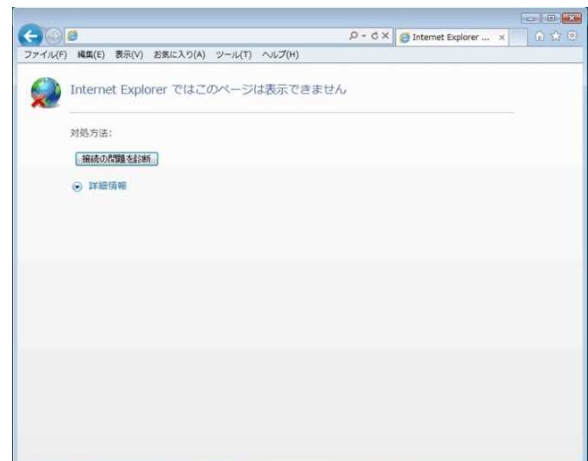 Internet Explorer ... ×
ファイル(F) 編集(E) 表示(V) お気に入り(A) ツール(T) ヘルプ(H)
Internet Explorer ではこのページは表示できません
対処方法:
接続の問題を診断
詳細情報